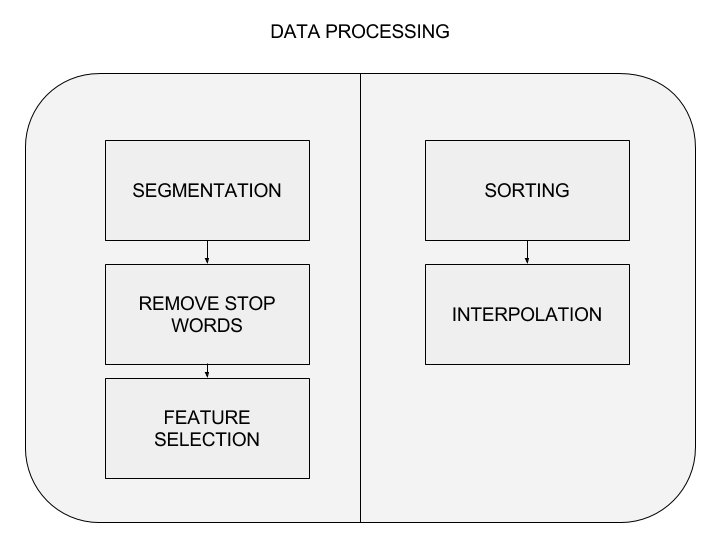 DATA PROCESSING
SEGMENTATION
REMOVE STOP
WORDS
FEATURE
SELECTION
SORTING
INTERPOLATION